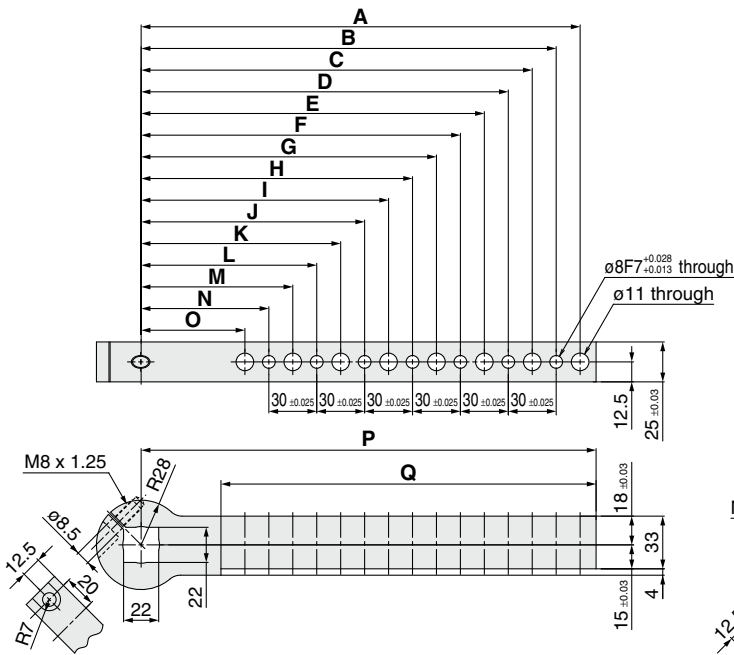 A
B
C
D
E
F
G
H
I
J
K
L
M
N
O
ø8F7 +0.028 +0.013 through
ø11 through
30 ±0.025
30 ±0.025
30 ±0.025
30 ±0.025
30 ±0.025
30 ±0.025
12.5
25 ±0.03
P
Q
M8 x 1.25
R28
ø8.5
12.5
20
R7
22
22
18 ±0.03
33
15 ±0.03
4